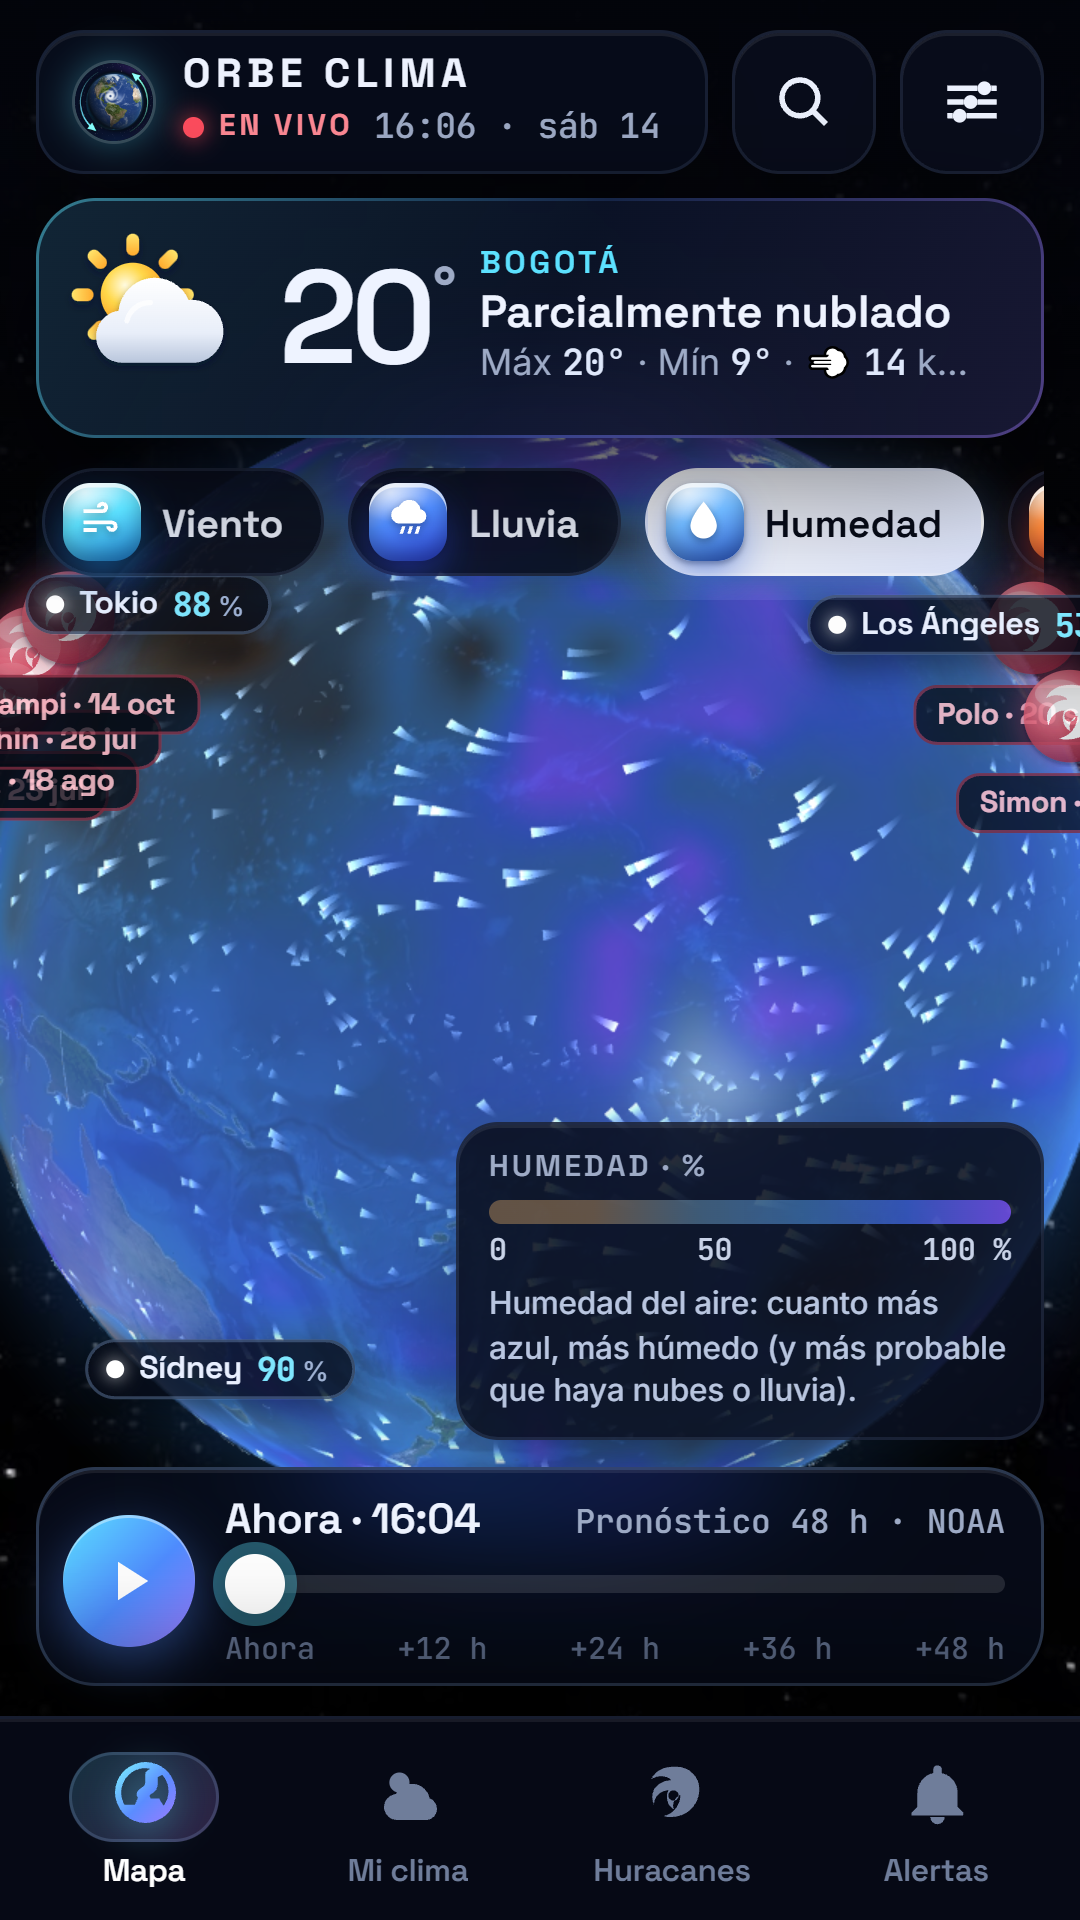 ORBE CLIMA
EN VIVO 16:06 · sáb 14
20°
BOGOTÁ
Parcialmente nublado
Máx 20° · Mín 9° · 14 k...
Viento
Lluvia
Humedad
Tokio 88 %
Los Ángeles
ampi · 14 oct
· 26 jul
· 18 ago
Polo ·
Simon ·
HUMEDAD · %
0 50 100 %
Humedad del aire: cuanto más
azul, más húmedo (y más probable
que haya nubes o lluvia).
Sídney 90 %
Ahora · 16:04
Pronóstico 48 h · NOAA
Ahora +12 h +24 h +36 h +48 h
Mapa
Mi clima
Huracanes
Alertas